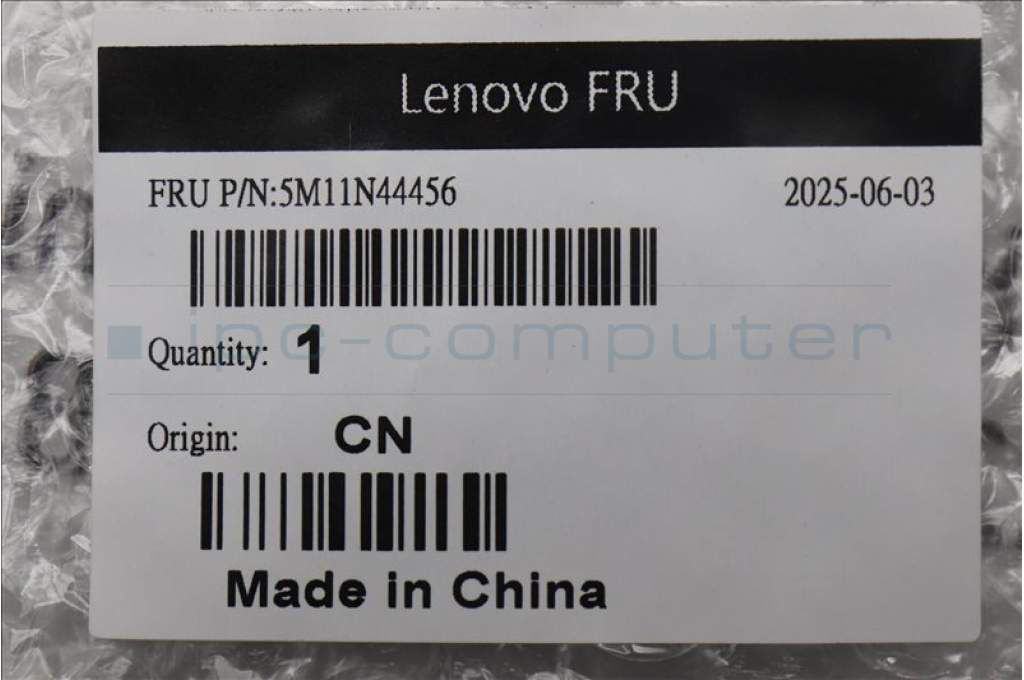 Lenovo FRU
FRU P/N:5M11N44456 2025-06-03
ipc-computer
Quantity: 1
Origin: CN
Made in China